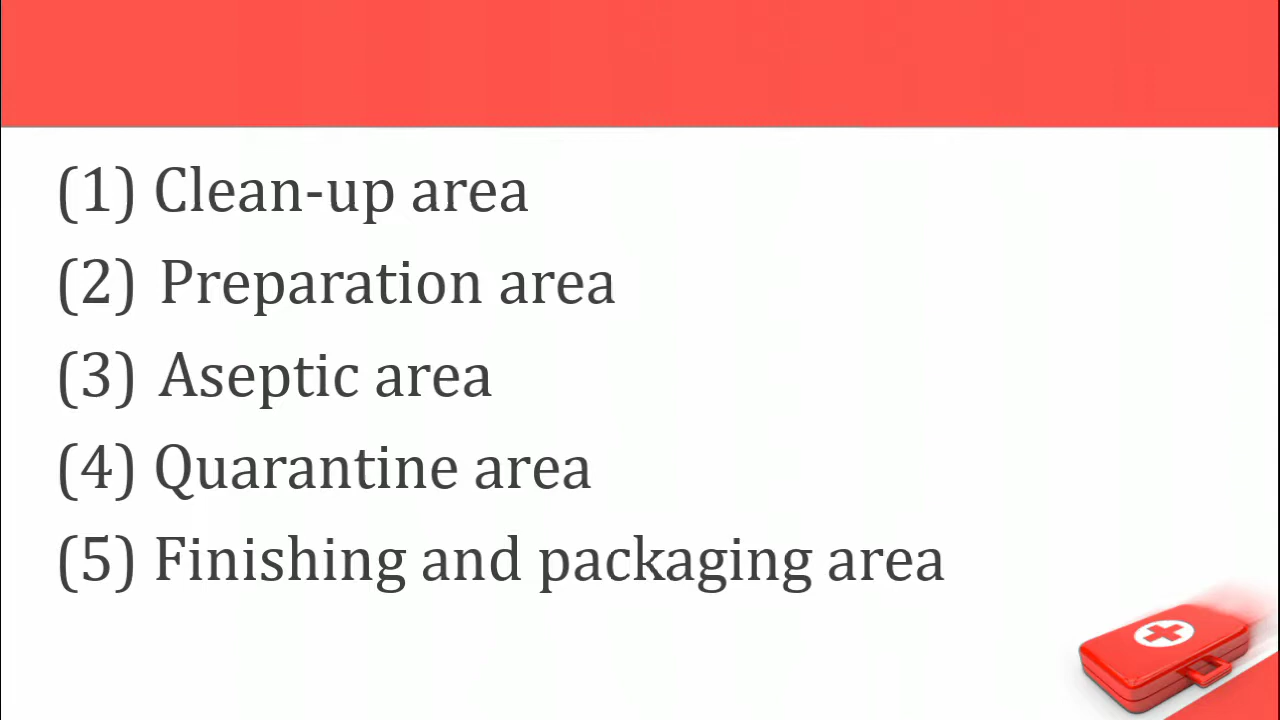 (1) Clean-up area
(2) Preparation area
(3) Aseptic area
(4) Quarantine area
(5) Finishing and packaging area